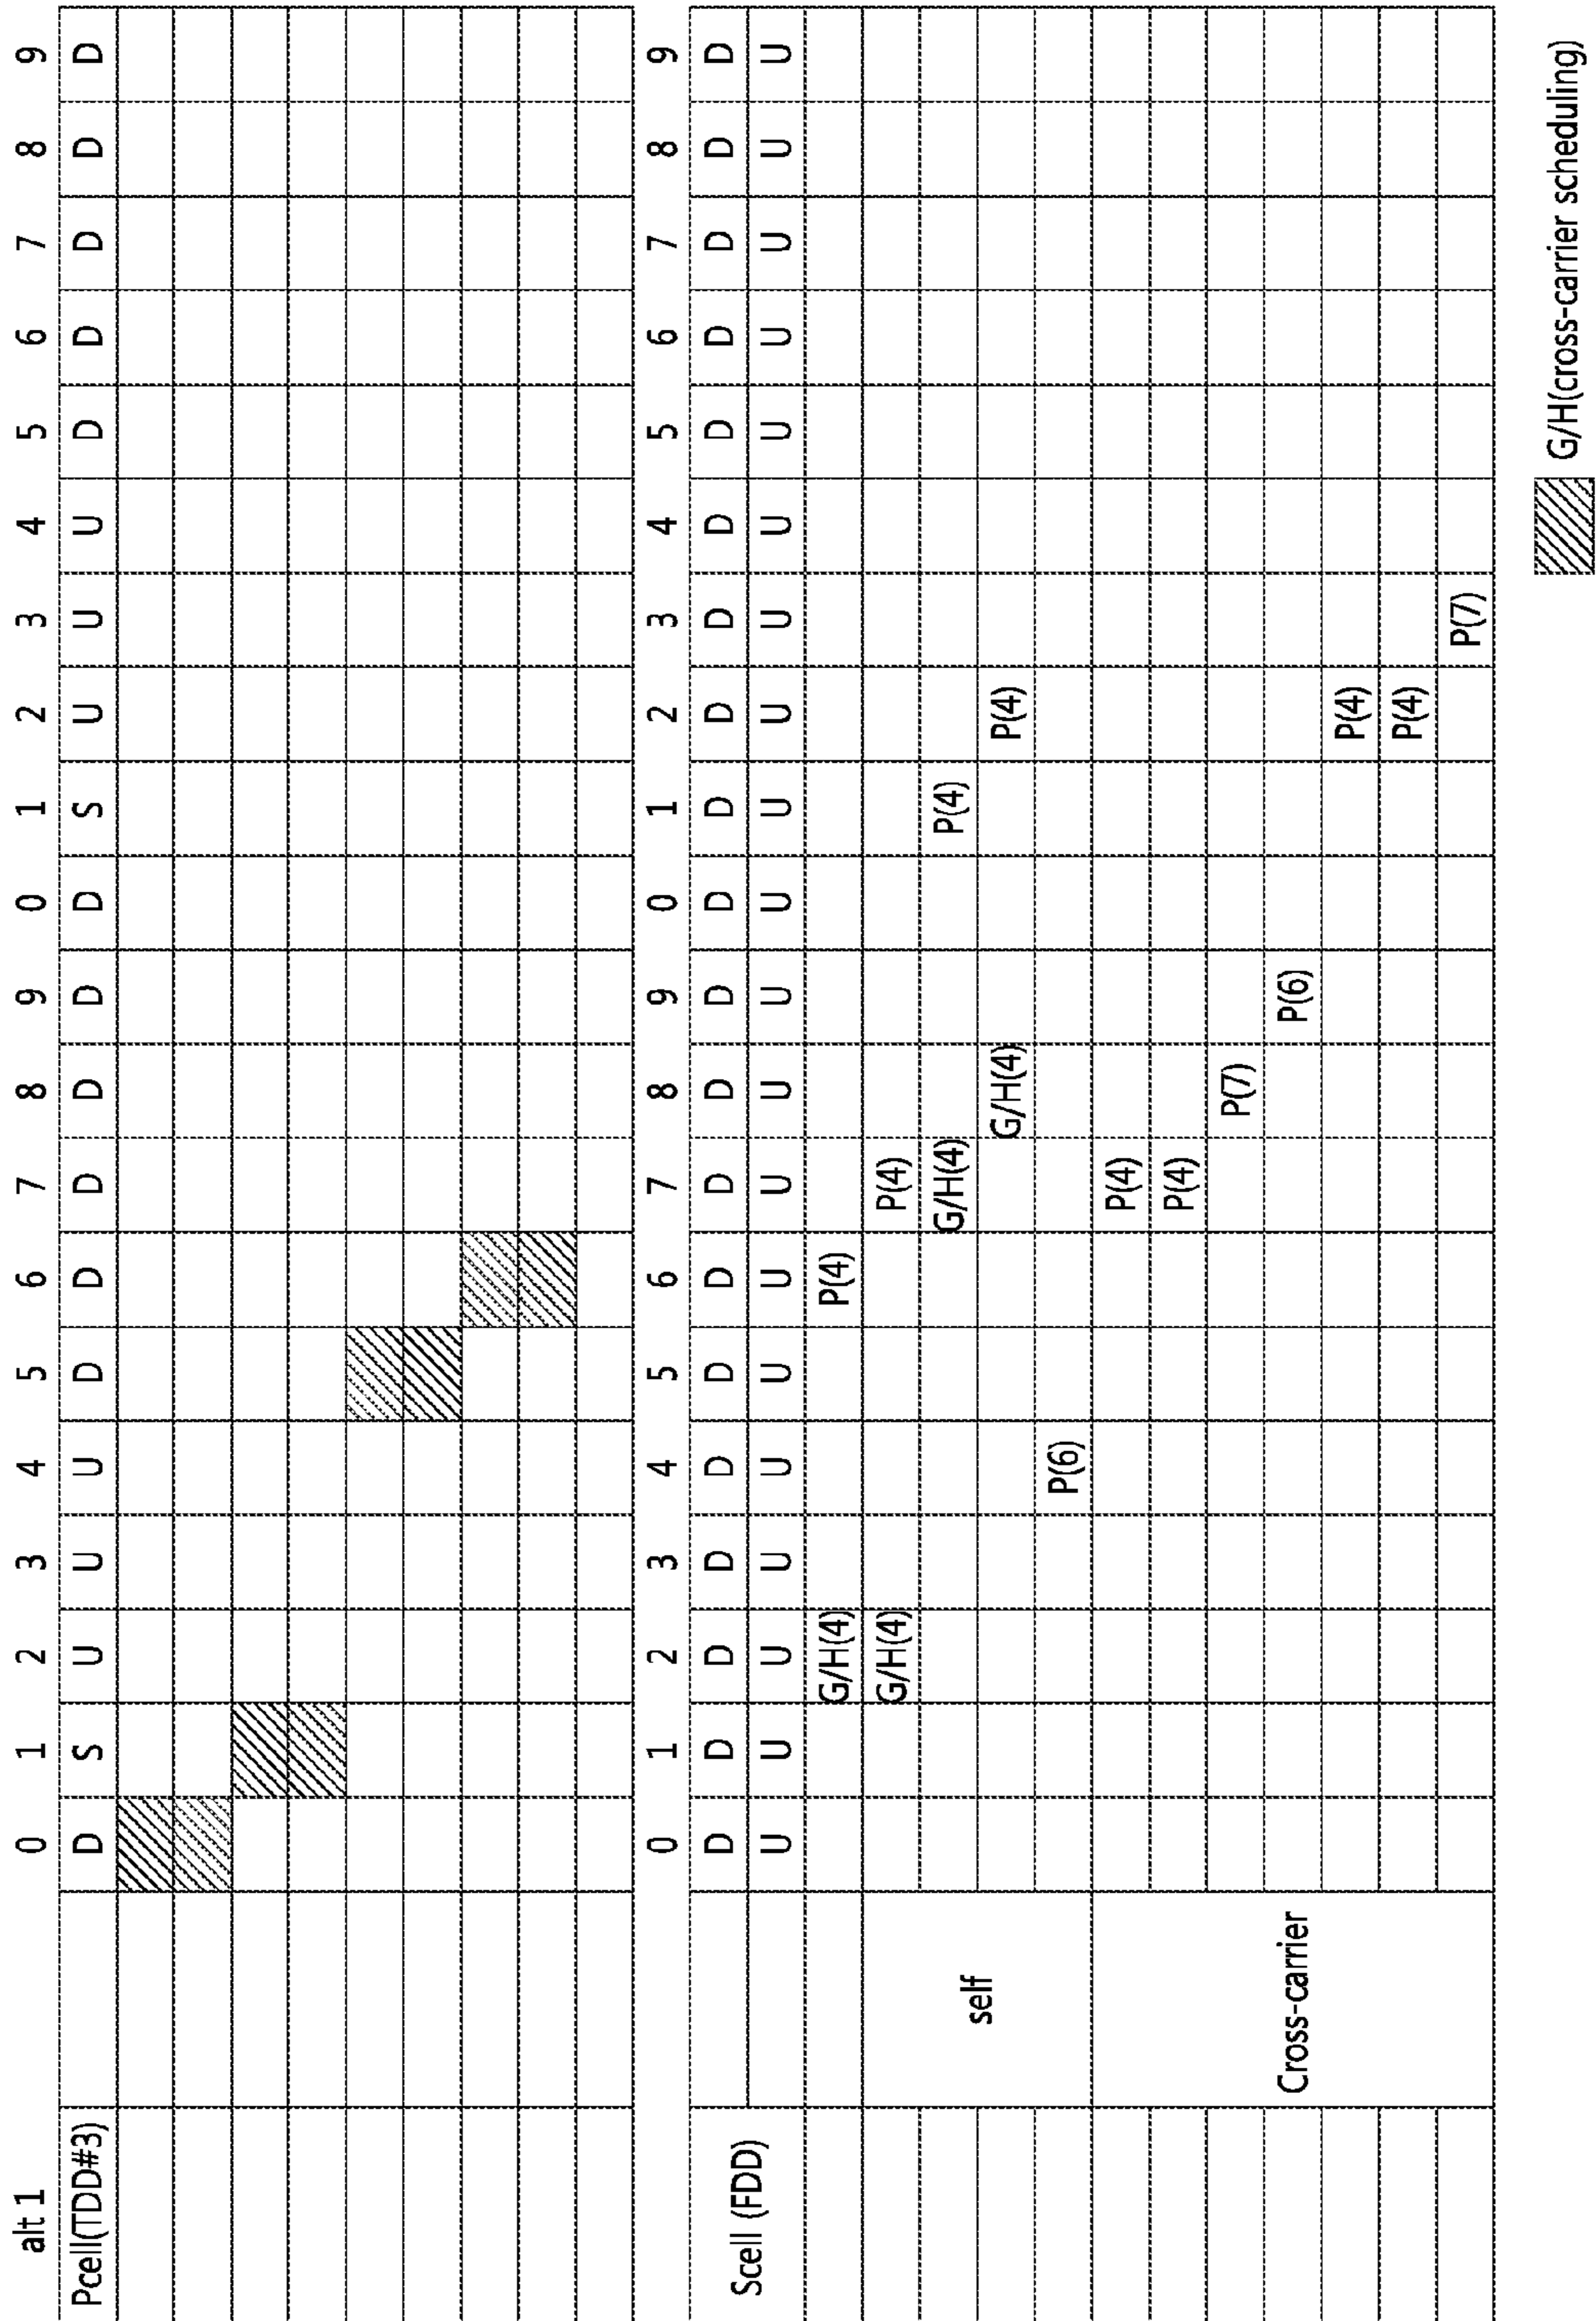 alt 1 0 1 2 3 4 5 6 7 8 9 0 1 2 3 4 5 6 7 8 9
Pcell(TDD#3) D S U U U D D D D D D S U U U D D D D D
0 1 2 3 4 5 6 7 8 9 0 1 2 3 4 5 6 7 8 9
Scell (FDD) D D D D D D D D D D D D D D D D D D D D
U U U U U U U U U U U U U U U U U U U U
G/H(4) P(4)
G/H(4) P(4)
G/H(4) P(4)
self G/H(4) P(4)
P(6)
P(4)
P(4)
P(7)
Cross-carrier P(6)
P(4)
P(4)
P(7)
G/H(cross-carrier scheduling)